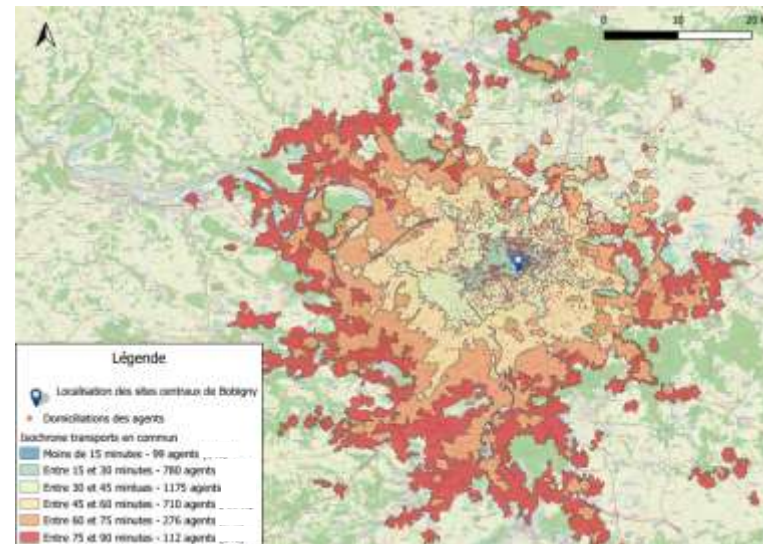 0 10 20
Légende
Localisation des sites centraux de Bobigny
Domiciliations des agents
Isochrone transports en commun
Moins de 15 minutes - 99 agents
Entre 15 et 30 minutes - 780 agents
Entre 30 et 45 mintues - 1175 agents
Entre 45 et 60 minutes - 710 agents
Entre 60 et 75 minutes - 276 agents
Entre 75 et 90 minutes - 112 agents